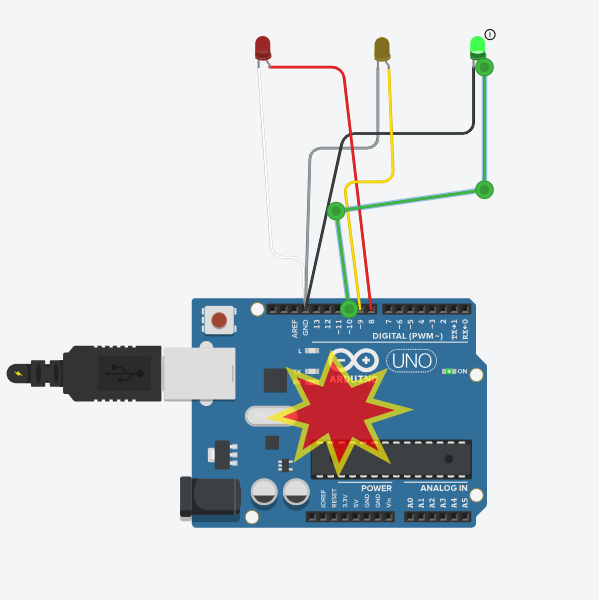 AREF
GND
13
12
~11
~10
~9
8
7
~6
~5
4
~3
2
TX→1
RX←0
DIGITAL (PWM~)
L
UNO
ARDUINO
ON
POWER
ANALOG IN
IOREF
RESET
3.3V
5V
GND
GND
Vin
A0
A1
A2
A3
A4
A5